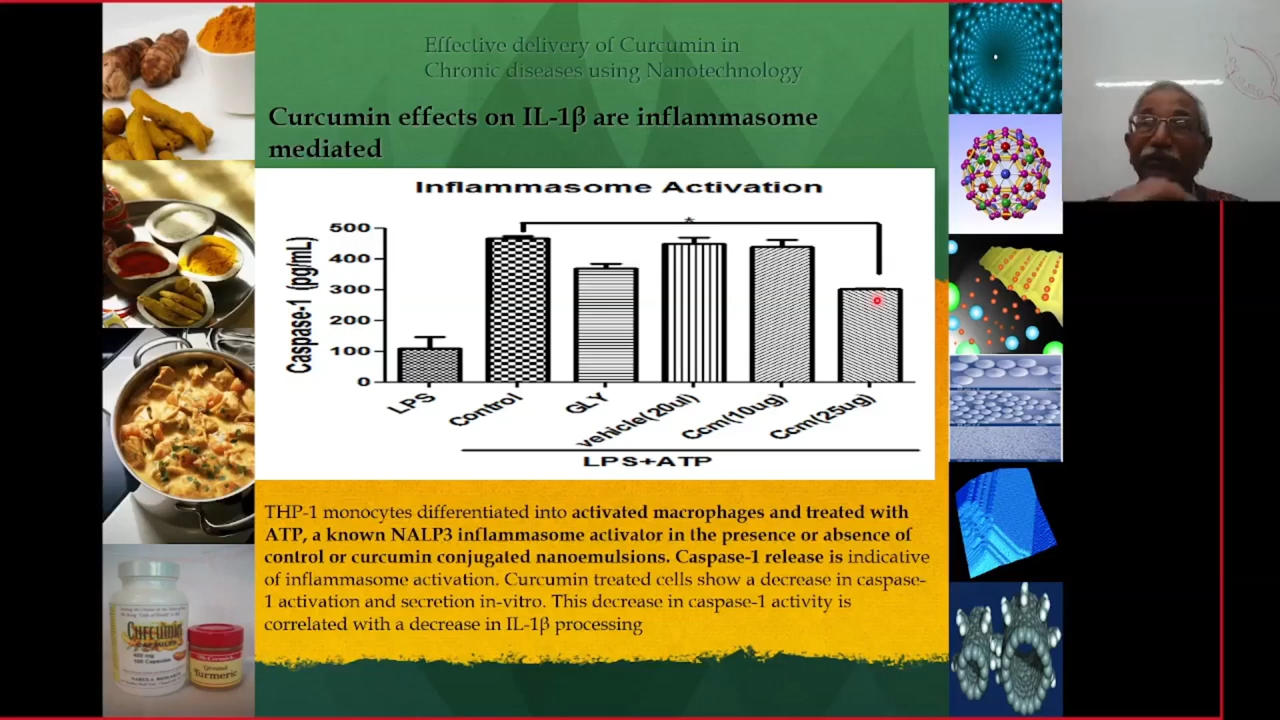 Effective delivery of Curcumin in
Chronic diseases using Nanotechnology
Curcumin effects on IL-1β are inflammasome
mediated
Inflammasome Activation
*
Caspase-1 (pg/mL)
500
400
300
200
100
0
LPS
Control
GLY
vehicle(20ul)
Ccm(10ug)
Ccm(25ug)
LPS+ATP
THP-1 monocytes differentiated into activated macrophages and treated with
ATP, a known NALP3 inflammasome activator in the presence or absence of
control or curcumin conjugated nanoemulsions. Caspase-1 release is indicative
of inflammasome activation. Curcumin treated cells show a decrease in caspase-
1 activation and secretion in-vitro. This decrease in caspase-1 activity is
correlated with a decrease in IL-1β processing
Curcumin
Ground
Turmeric